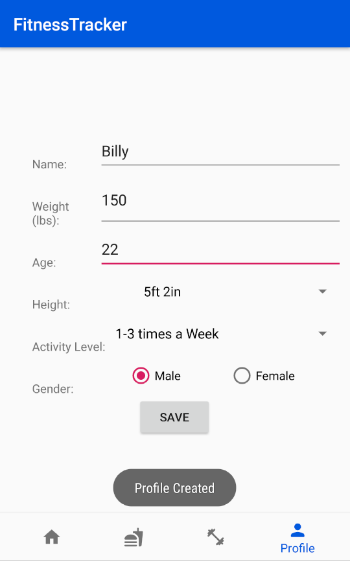 FitnessTracker
Name: Billy
Weight (lbs): 150
Age: 22
Height: 5ft 2in
Activity Level: 1-3 times a Week
Gender: Male Female
SAVE
Profile Created
Profile